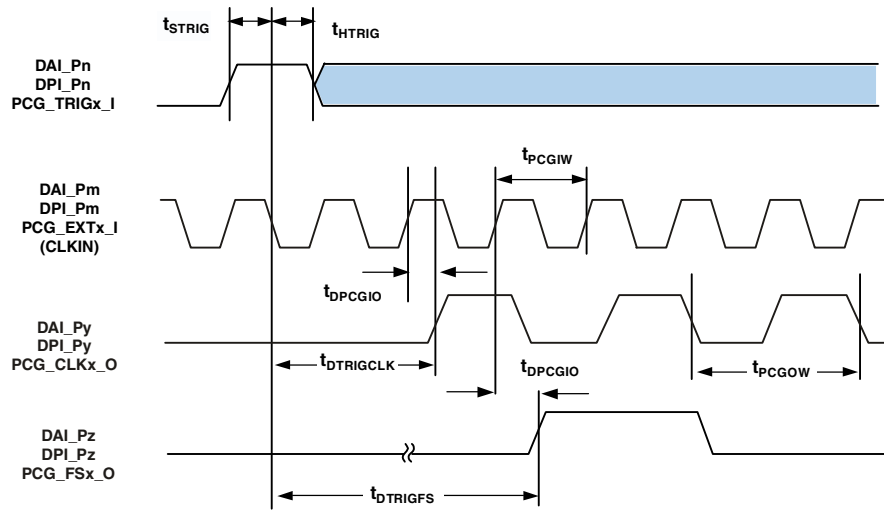 tSTRIG
tHTRIG
DAI_Pn
DPI_Pn
PCG_TRIGx_I
tPCGIW
DAI_Pm
DPI_Pm
PCG_EXTx_I
(CLKIN)
tDPCGIO
DAI_Py
DPI_Py
PCG_CLKx_O
tDTRIGCLK
tDPCGIO
tPCGOW
DAI_Pz
DPI_Pz
PCG_FSx_O
tDTRIGFS